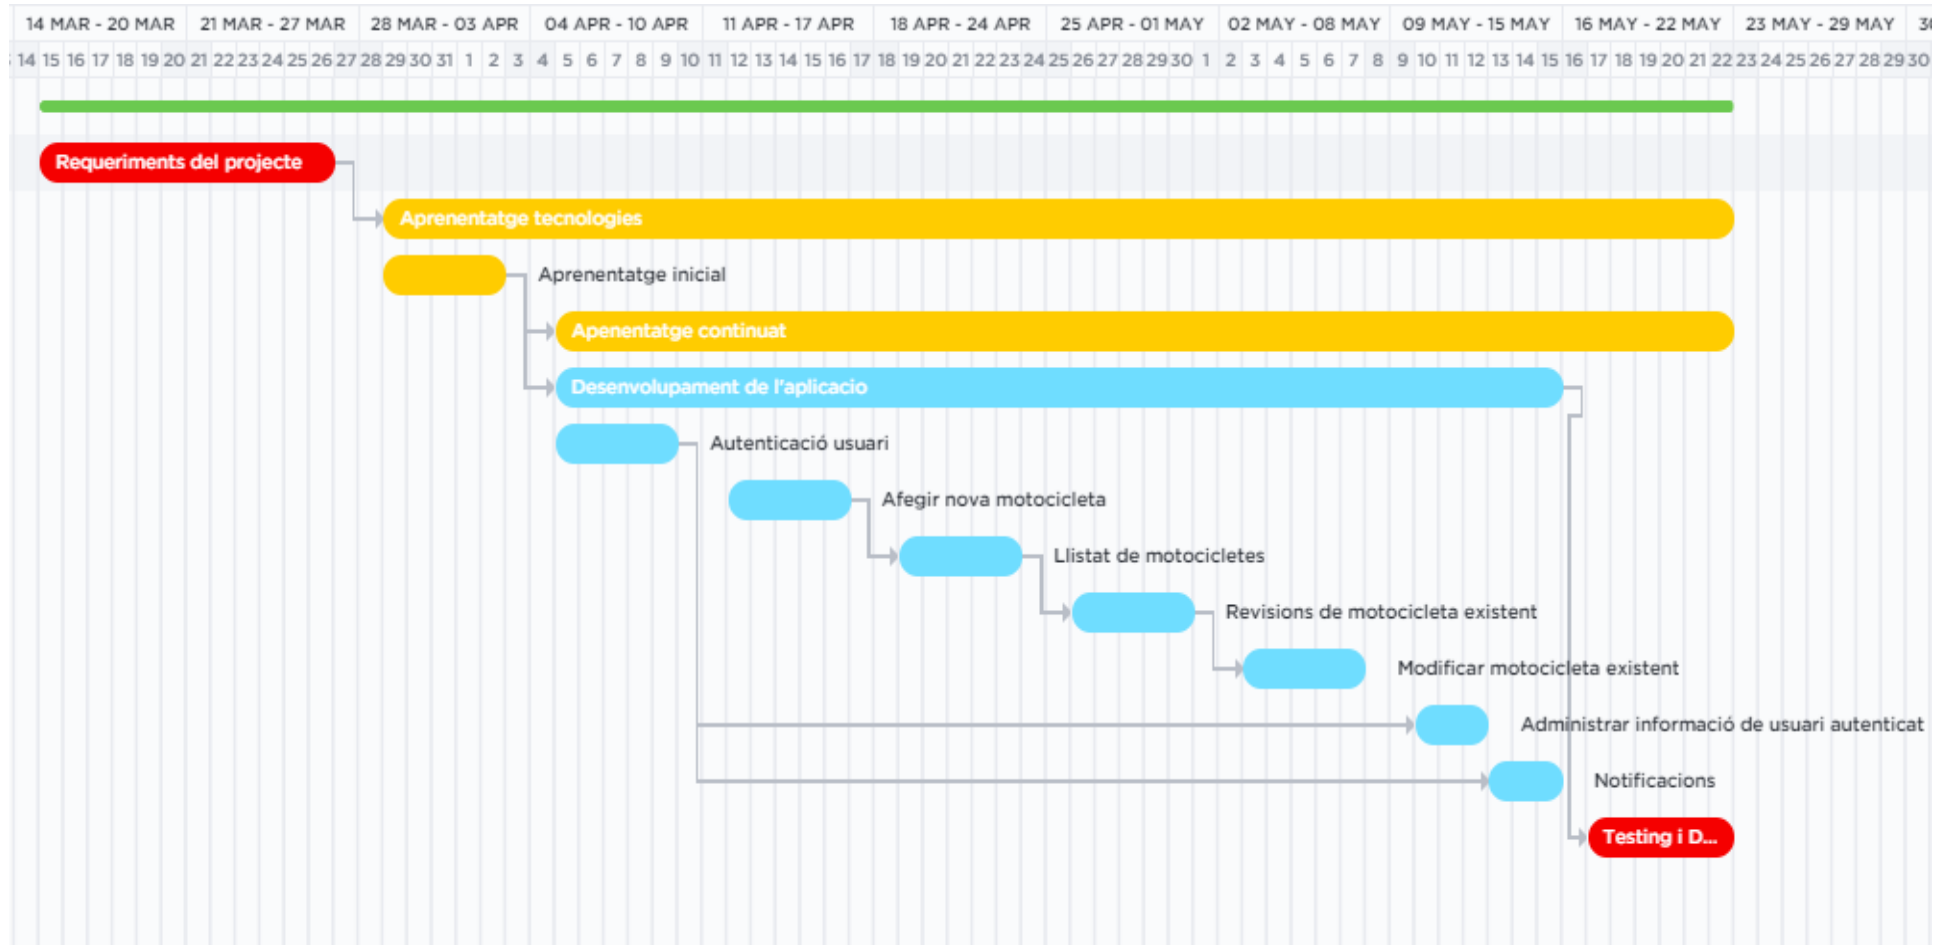 14 MAR - 20 MAR 21 MAR - 27 MAR 28 MAR - 03 APR 04 APR - 10 APR 11 APR - 17 APR 18 APR - 24 APR 25 APR - 01 MAY 02 MAY - 08 MAY 09 MAY - 15 MAY 16 MAY - 22 MAY 23 MAY - 29 MAY
14 15 16 17 18 19 20 21 22 23 24 25 26 27 28 29 30 31 1 2 3 4 5 6 7 8 9 10 11 12 13 14 15 16 17 18 19 20 21 22 23 24 25 26 27 28 29 30 1 2 3 4 5 6 7 8 9 10 11 12 13 14 15 16 17 18 19 20 21 22 23 24 25 26 27 28 29 30
Requeriments del projecte
Aprenentatge tecnologies
Aprenentatge inicial
Apenentatge continuat
Desenvolupament de l'aplicacio
Autenticació usuari
Afegir nova motocicleta
Llistat de motocicletes
Revisions de motocicleta existent
Modificar motocicleta existent
Administrar informació de usuari autenticat
Notificacions
Testing i D...